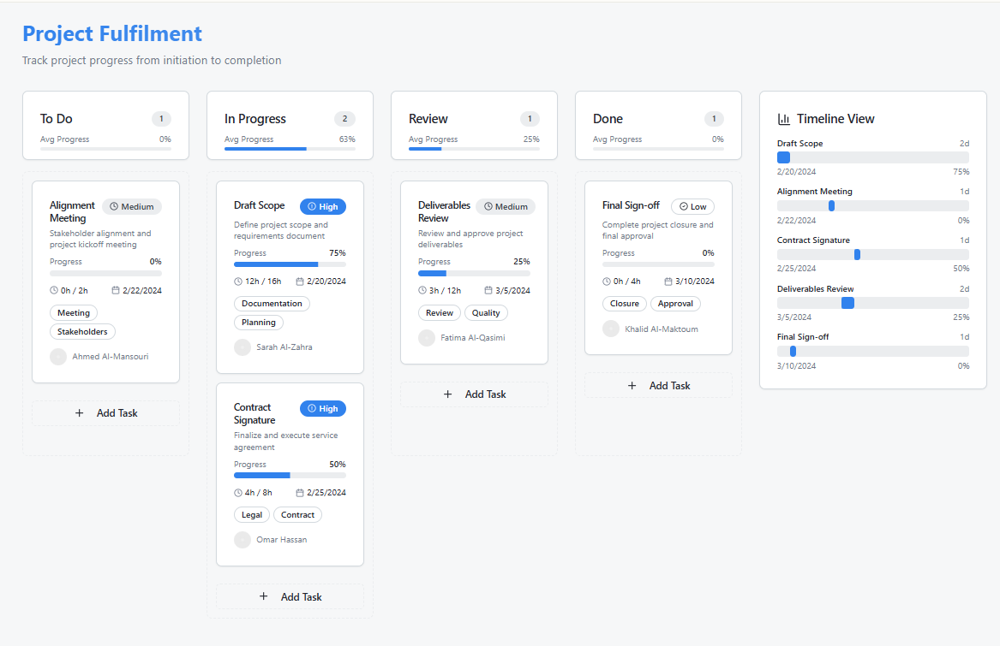 Project Fulfilment
Track project progress from initiation to completion
To Do 1
Avg Progress 0%
Alignment Meeting Medium
Stakeholder alignment and
project kickoff meeting
Progress 0%
0h / 2h 2/22/2024
Meeting
Stakeholders
Ahmed Al-Mansouri
+ Add Task
In Progress 2
Avg Progress 63%
Draft Scope High
Define project scope and
requirements document
Progress 75%
12h / 16h 2/20/2024
Documentation
Planning
Sarah Al-Zahra
Contract Signature High
Finalize and execute service
agreement
Progress 50%
4h / 8h 2/25/2024
Legal Contract
Omar Hassan
+ Add Task
Review 1
Avg Progress 25%
Deliverables Review Medium
Review and approve project
deliverables
Progress 25%
3h / 12h 3/5/2024
Review Quality
Fatima Al-Qasimi
+ Add Task
Done 1
Avg Progress 0%
Final Sign-off Low
Complete project closure and
final approval
Progress 0%
0h / 4h 3/10/2024
Closure Approval
Khalid Al-Maktoum
+ Add Task
Timeline View
Draft Scope 2d
2/20/2024 75%
Alignment Meeting 1d
2/22/2024 0%
Contract Signature 1d
2/25/2024 50%
Deliverables Review 2d
3/5/2024 25%
Final Sign-off 1d
3/10/2024 0%